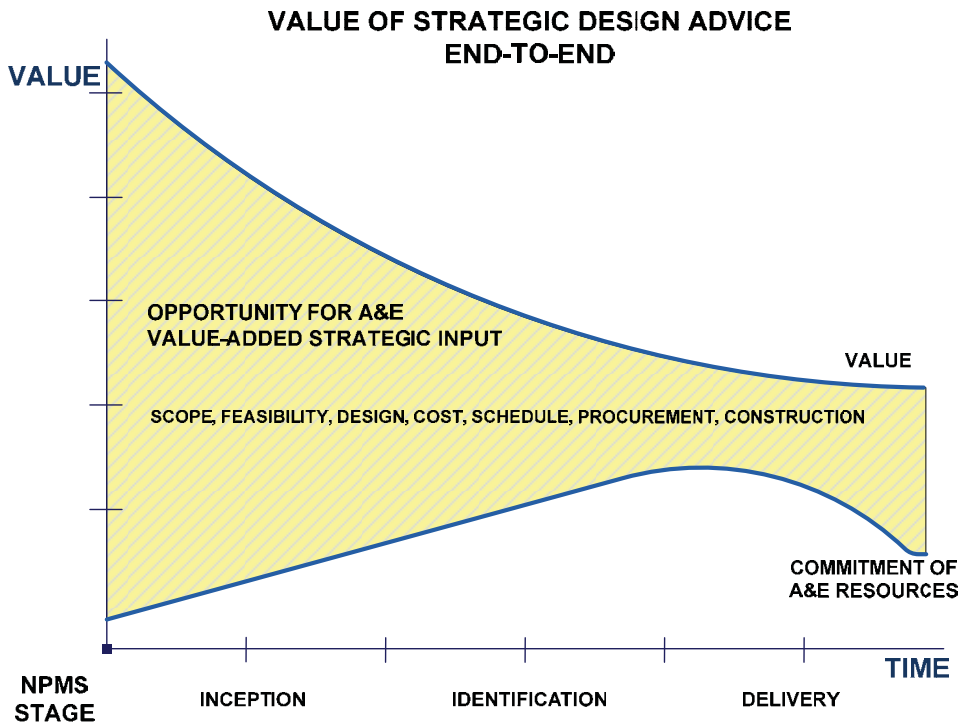 VALUE OF STRATEGIC DESIGN ADVICE
END-TO-END
VALUE
OPPORTUNITY FOR A&E
VALUE-ADDED STRATEGIC INPUT
VALUE
SCOPE, FEASIBILITY, DESIGN, COST, SCHEDULE, PROCUREMENT, CONSTRUCTION
COMMITMENT OF
A&E RESOURCES
TIME
NPMS
STAGE
INCEPTION
IDENTIFICATION
DELIVERY